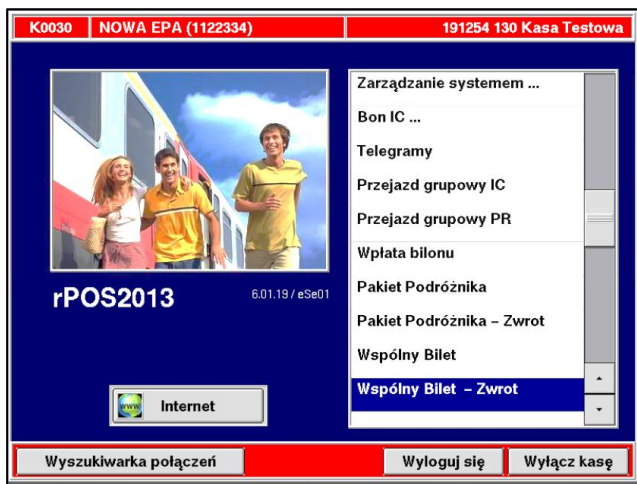 K0030 NOWA EPA (1122334) 191254 130 Kasa Testowa
Zarządzanie systemem ...
Bon IC ...
Telegramy
Przejazd grupowy IC
Przejazd grupowy PR
Wpłata bilonu
Pakiet Podróżnika
Pakiet Podróżnika – Zwrot
Wspólny Bilet
Wspólny Bilet – Zwrot
rPOS2013 6.01.19 / eSe01
www Internet
Wyszukiwarka połączeń Wyloguj się Wyłącz kasę